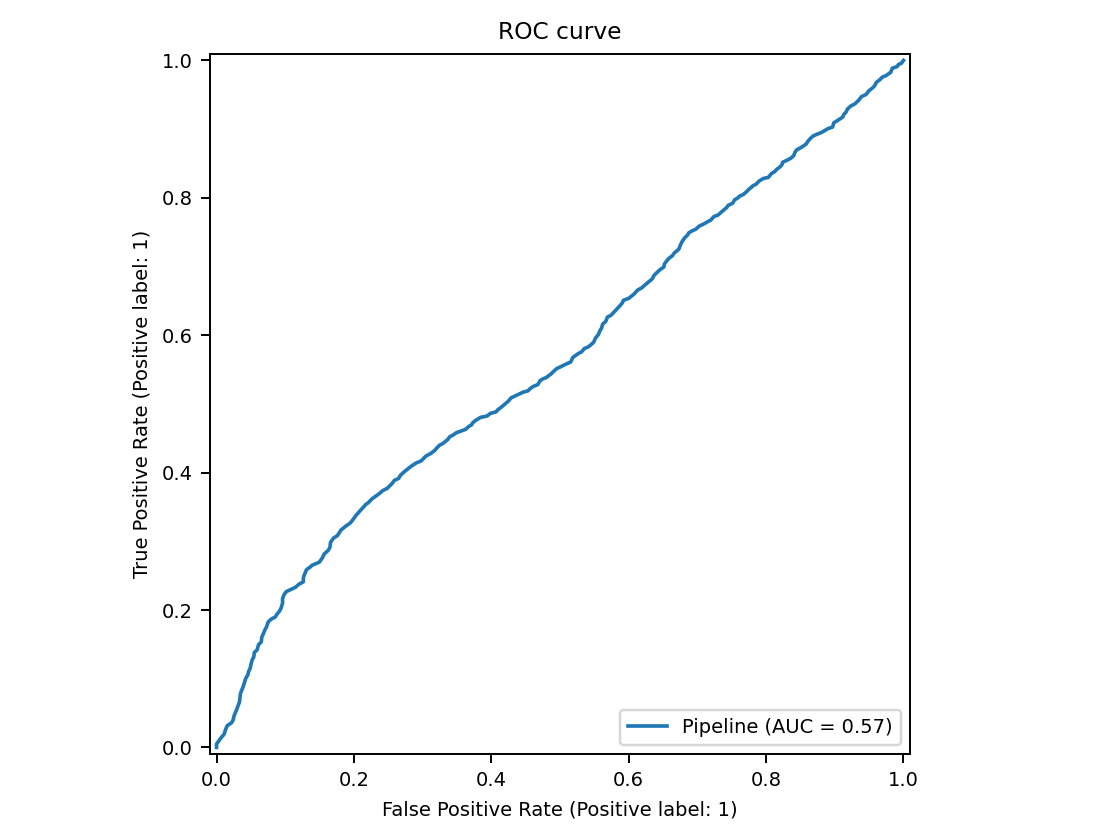 ROC curve
True Positive Rate (Positive label: 1)
1.0
0.8
0.6
0.4
0.2
0.0
Pipeline (AUC = 0.57)
0.0 0.2 0.4 0.6 0.8 1.0
False Positive Rate (Positive label: 1)